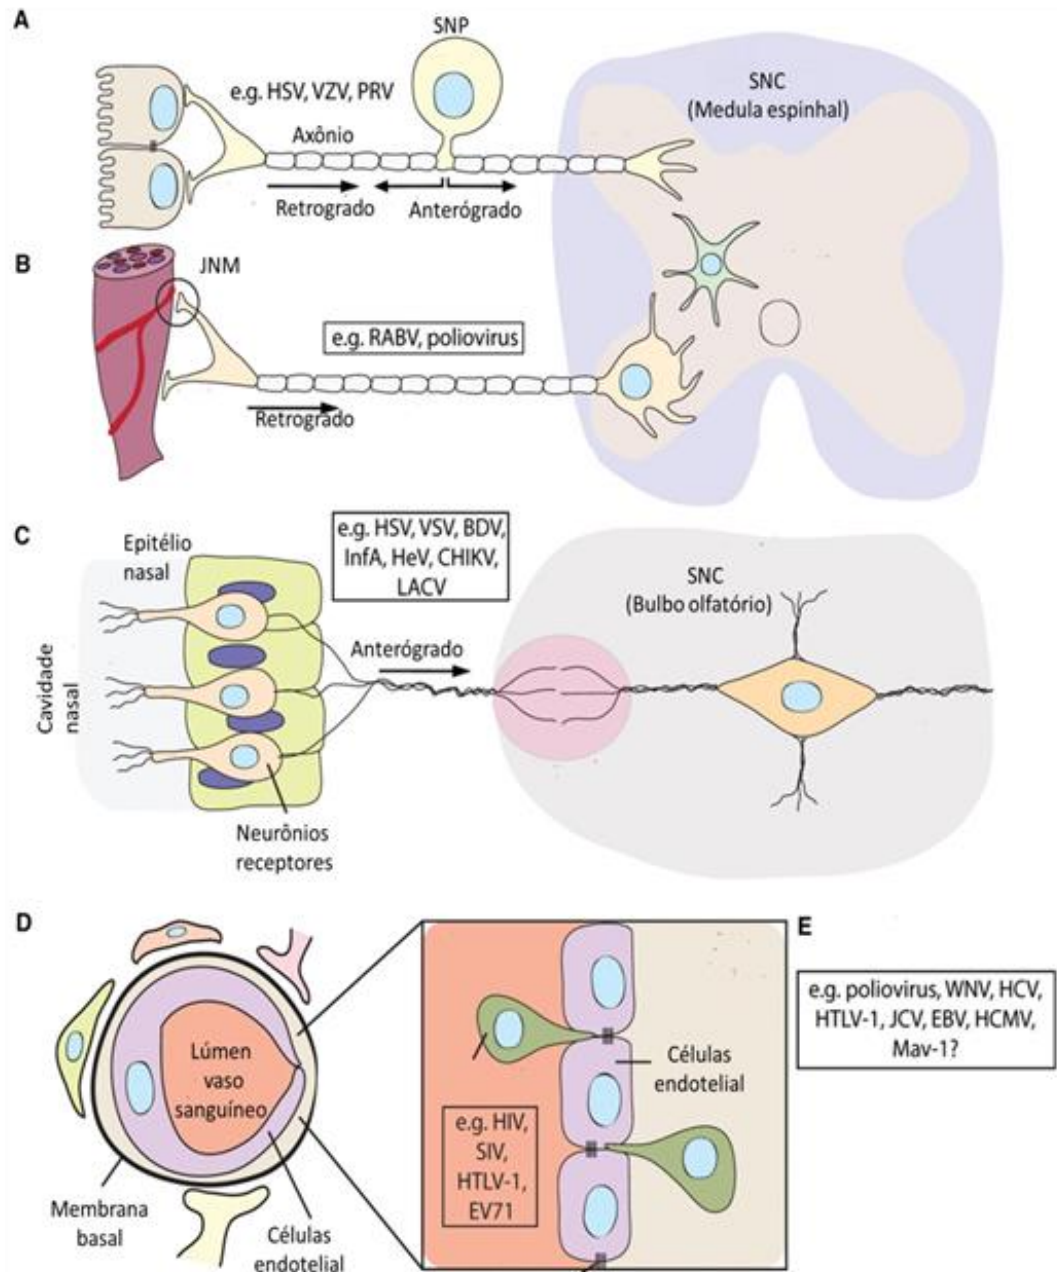 A
SNP
e.g. HSV, VZV, PRV
Axônio
Retrogrado
Anterógrado
SNC
(Medula espinhal)
B
JNM
e.g. RABV, poliovirus
Retrogrado
C
Epitélio
nasal
e.g. HSV, VSV, BDV,
InfA, HeV, CHIKV,
LACV
SNC
(Bulbo olfatório)
Anterógrado
Cavidade
nasal
Neurônios
receptores
D
Lúmen
vaso
sanguíneo
Membrana
basal
Células
endotelial
Células
endotelial
e.g. HIV,
SIV,
HTLV-1,
EV71
E
e.g. poliovirus, WNV, HCV,
HTLV-1, JCV, EBV, HCMV,
Mav-1?